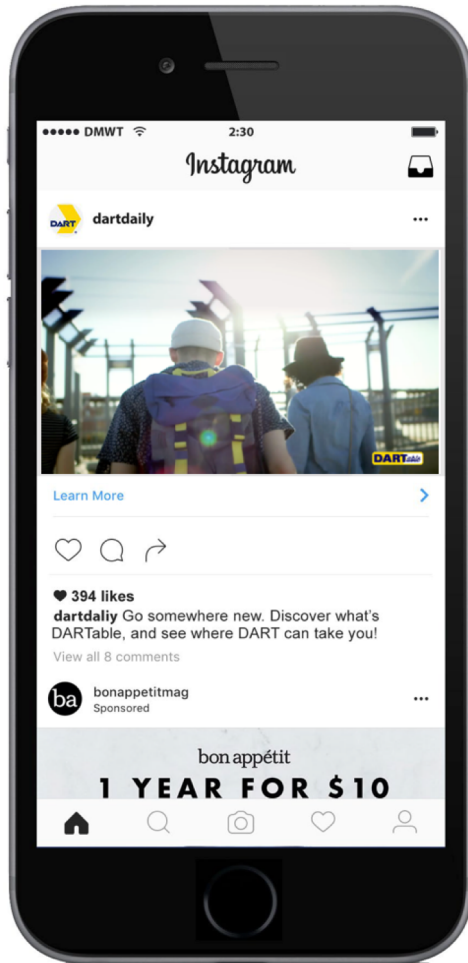 DMWT 2:30
Instagram
DART
dartdaily
DARTable
Learn More
394 likes
dartdaliy Go somewhere new. Discover what's
DARTable, and see where DART can take you!
View all 8 comments
ba
bonappetitmag
Sponsored
bon appétit
1 YEAR FOR $10